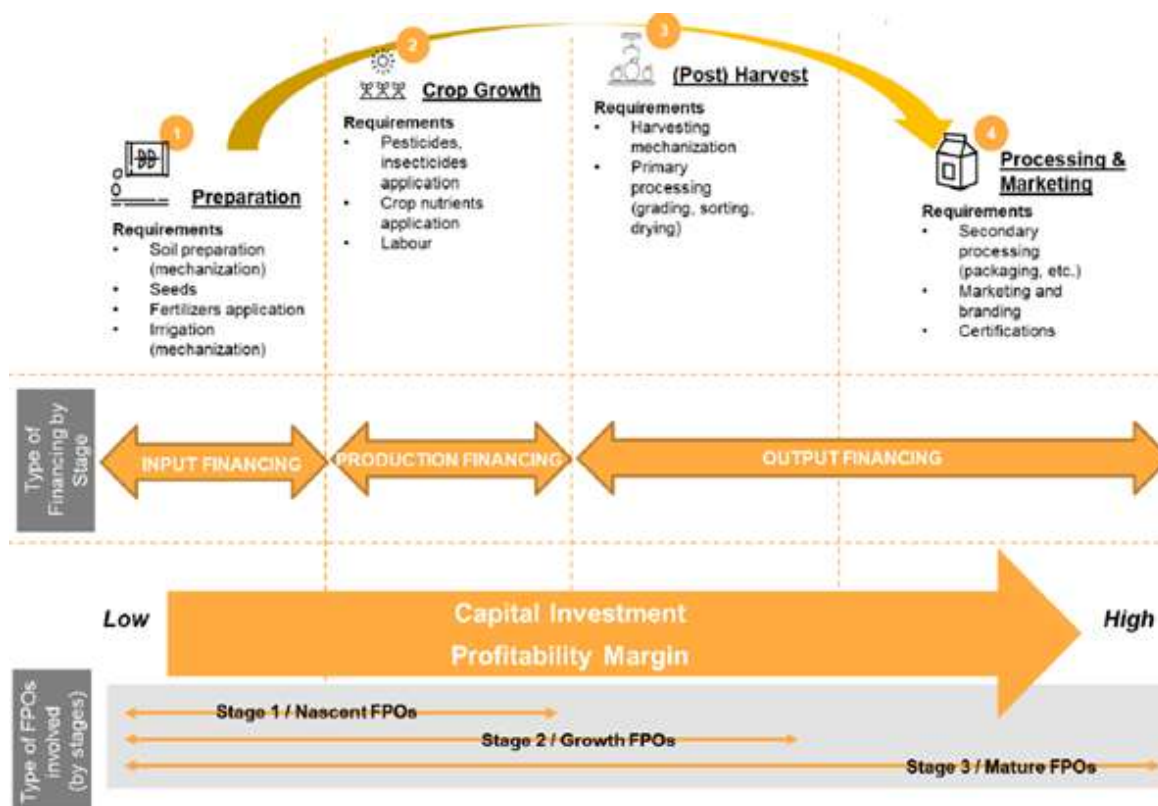 1
Preparation
Requirements
• Soil preparation
(mechanization)
• Seeds
• Fertilizers application
• Irrigation
(mechanization)
2
Crop Growth
Requirements
• Pesticides,
insecticides
application
• Crop nutrients
application
• Labour
3
(Post) Harvest
Requirements
• Harvesting
mechanization
• Primary
processing
(grading, sorting,
drying)
4
Processing &
Marketing
Requirements
• Secondary
processing
(packaging, etc.)
• Marketing and
branding
• Certifications
Type of
Financing by
Stage
INPUT FINANCING
PRODUCTION FINANCING
OUTPUT FINANCING
Low
Capital Investment
Profitability Margin
High
Type of FPOs
involved
(by stages)
Stage 1 / Nascent FPOs
Stage 2 / Growth FPOs
Stage 3 / Mature FPOs